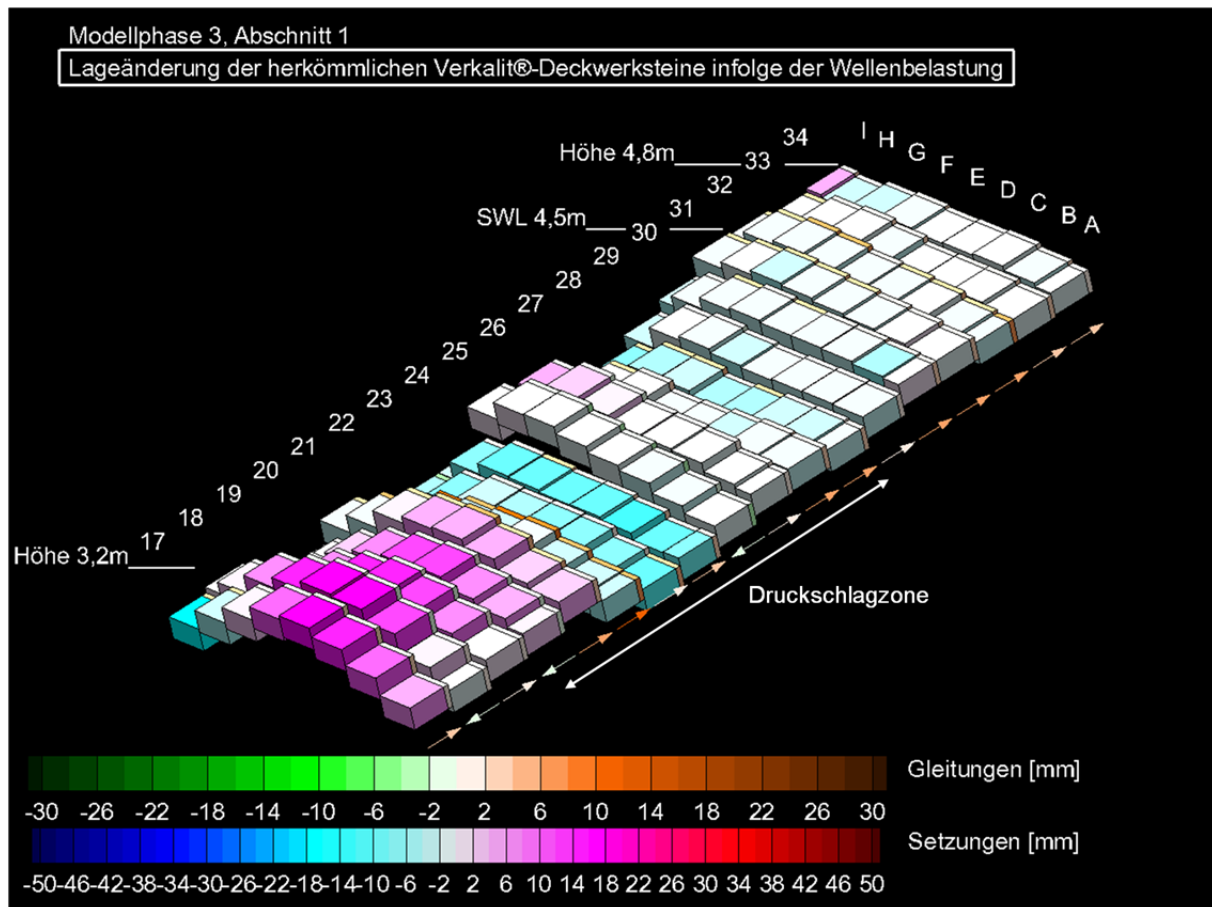 Modellphase 3, Abschnitt 1
Lageänderung der herkömmlichen Verkalit®-Deckwerksteine infolge der Wellenbelastung
I H G F E D C B A
Höhe 4,8m
SWL 4,5m
34
33
32
31
30
29
28
27
26
25
24
23
22
21
20
19
18
17
Höhe 3,2m
Druckschlagzone
Gleitungen [mm]
-30 -26 -22 -18 -14 -10 -6 -2 2 6 10 14 18 22 26 30
Setzungen [mm]
-50 -46 -42 -38 -34 -30 -26 -22 -18 -14 -10 -6 -2 2 6 10 14 18 22 26 30 34 38 42 46 50